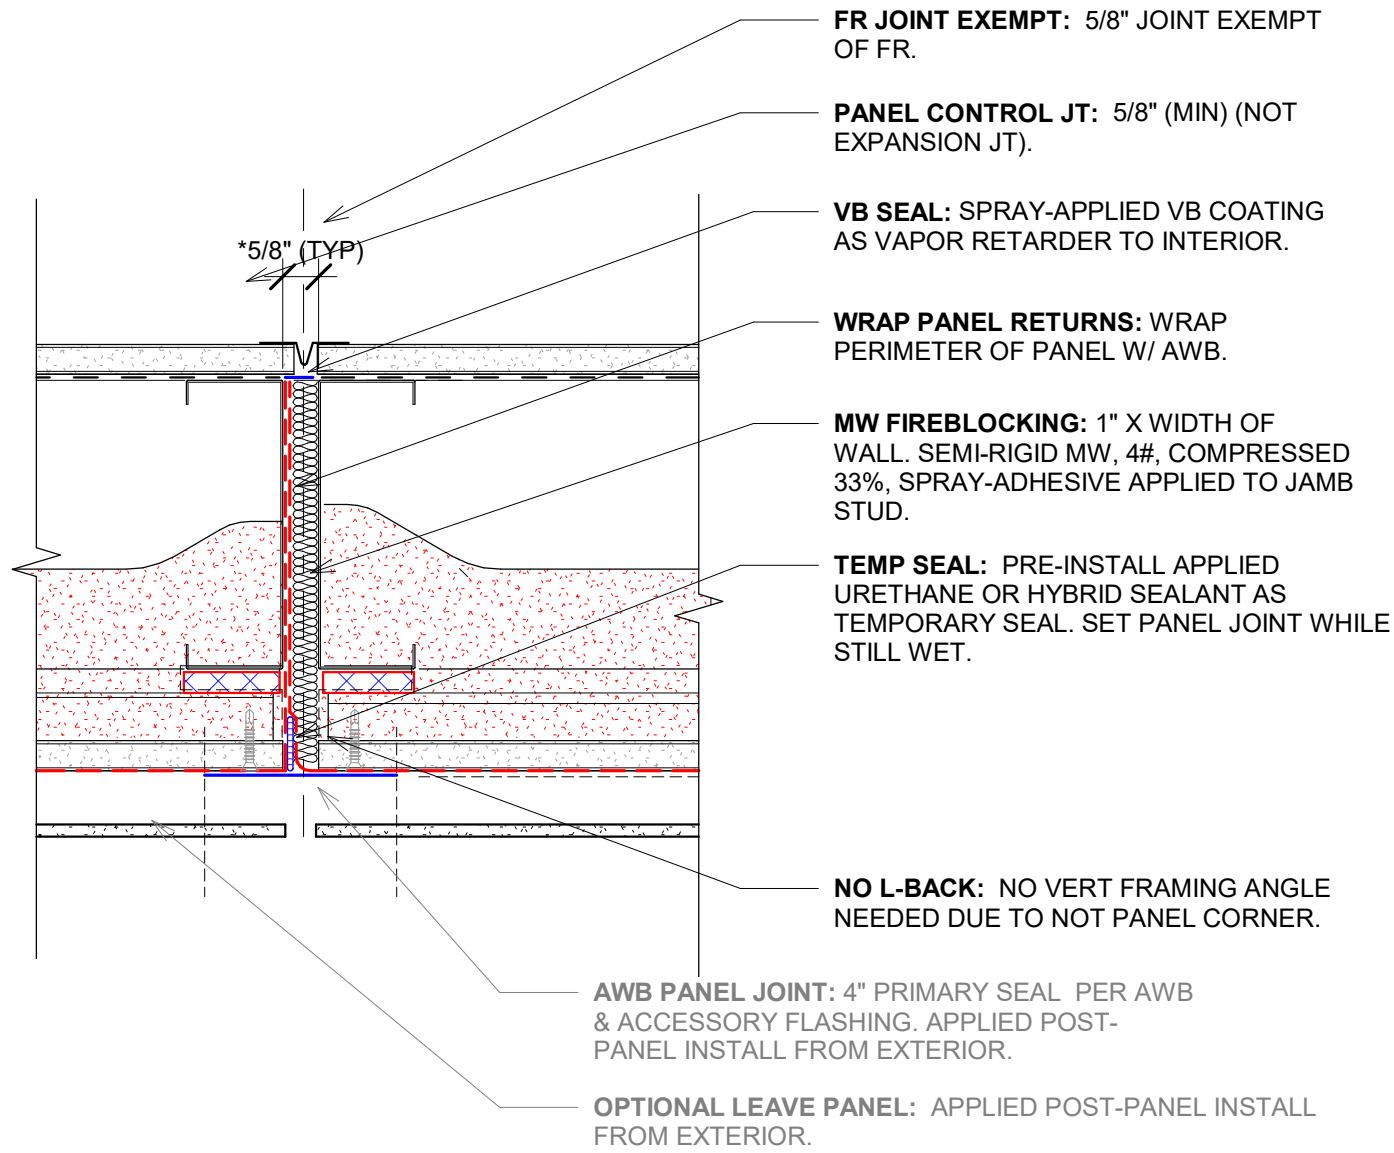 FR JOINT EXEMPT: 5/8" JOINT EXEMPT
OF FR.
PANEL CONTROL JT: 5/8" (MIN) (NOT
EXPANSION JT).
VB SEAL: SPRAY-APPLIED VB COATING
AS VAPOR RETARDER TO INTERIOR.
*5/8" (TYP)
WRAP PANEL RETURNS: WRAP
PERIMETER OF PANEL W/ AWB.
MW FIREBLOCKING: 1" X WIDTH OF
WALL. SEMI-RIGID MW, 4#, COMPRESSED
33%, SPRAY-ADHESIVE APPLIED TO JAMB
STUD.
TEMP SEAL: PRE-INSTALL APPLIED
URETHANE OR HYBRID SEALANT AS
TEMPORARY SEAL. SET PANEL JOINT WHILE
STILL WET.
NO L-BACK: NO VERT FRAMING ANGLE
NEEDED DUE TO NOT PANEL CORNER.
AWB PANEL JOINT: 4" PRIMARY SEAL PER AWB
& ACCESSORY FLASHING. APPLIED POST-
PANEL INSTALL FROM EXTERIOR.
OPTIONAL LEAVE PANEL: APPLIED POST-PANEL INSTALL
FROM EXTERIOR.